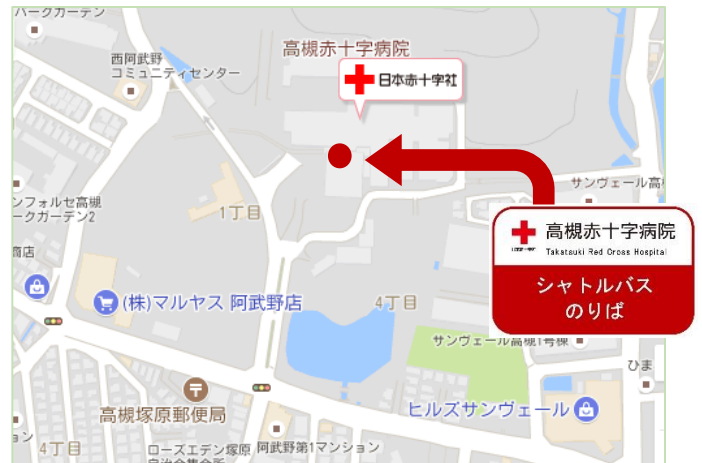 パークガーデン
西阿武野
コミュニティセンター
高槻赤十字病院
日本赤十字社
サンヴェール高
ンフォルセ高槻
ークガーデン2
1丁目
商店
高槻赤十字病院
Takatsuki Red Cross Hospital
シャトルバス
のりば
(株)マルヤス 阿武野店
4丁目
サンヴェール高槻1号棟
ひま
高槻塚原郵便局
ヒルズサンヴェール
ョン
4丁目
ローズエデン塚原
阿武野第1マンション